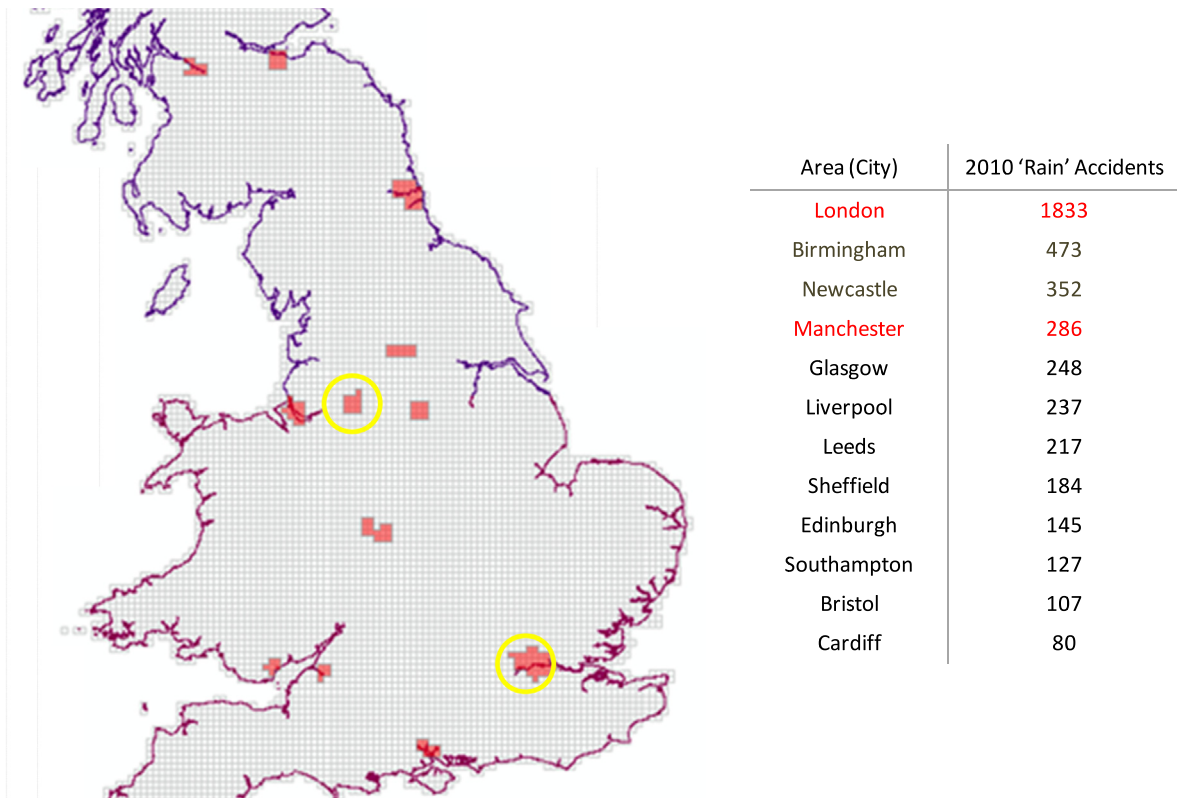 Area (City) 2010 ‘Rain’ Accidents
London 1833
Birmingham 473
Newcastle 352
Manchester 286
Glasgow 248
Liverpool 237
Leeds 217
Sheffield 184
Edinburgh 145
Southampton 127
Bristol 107
Cardiff 80